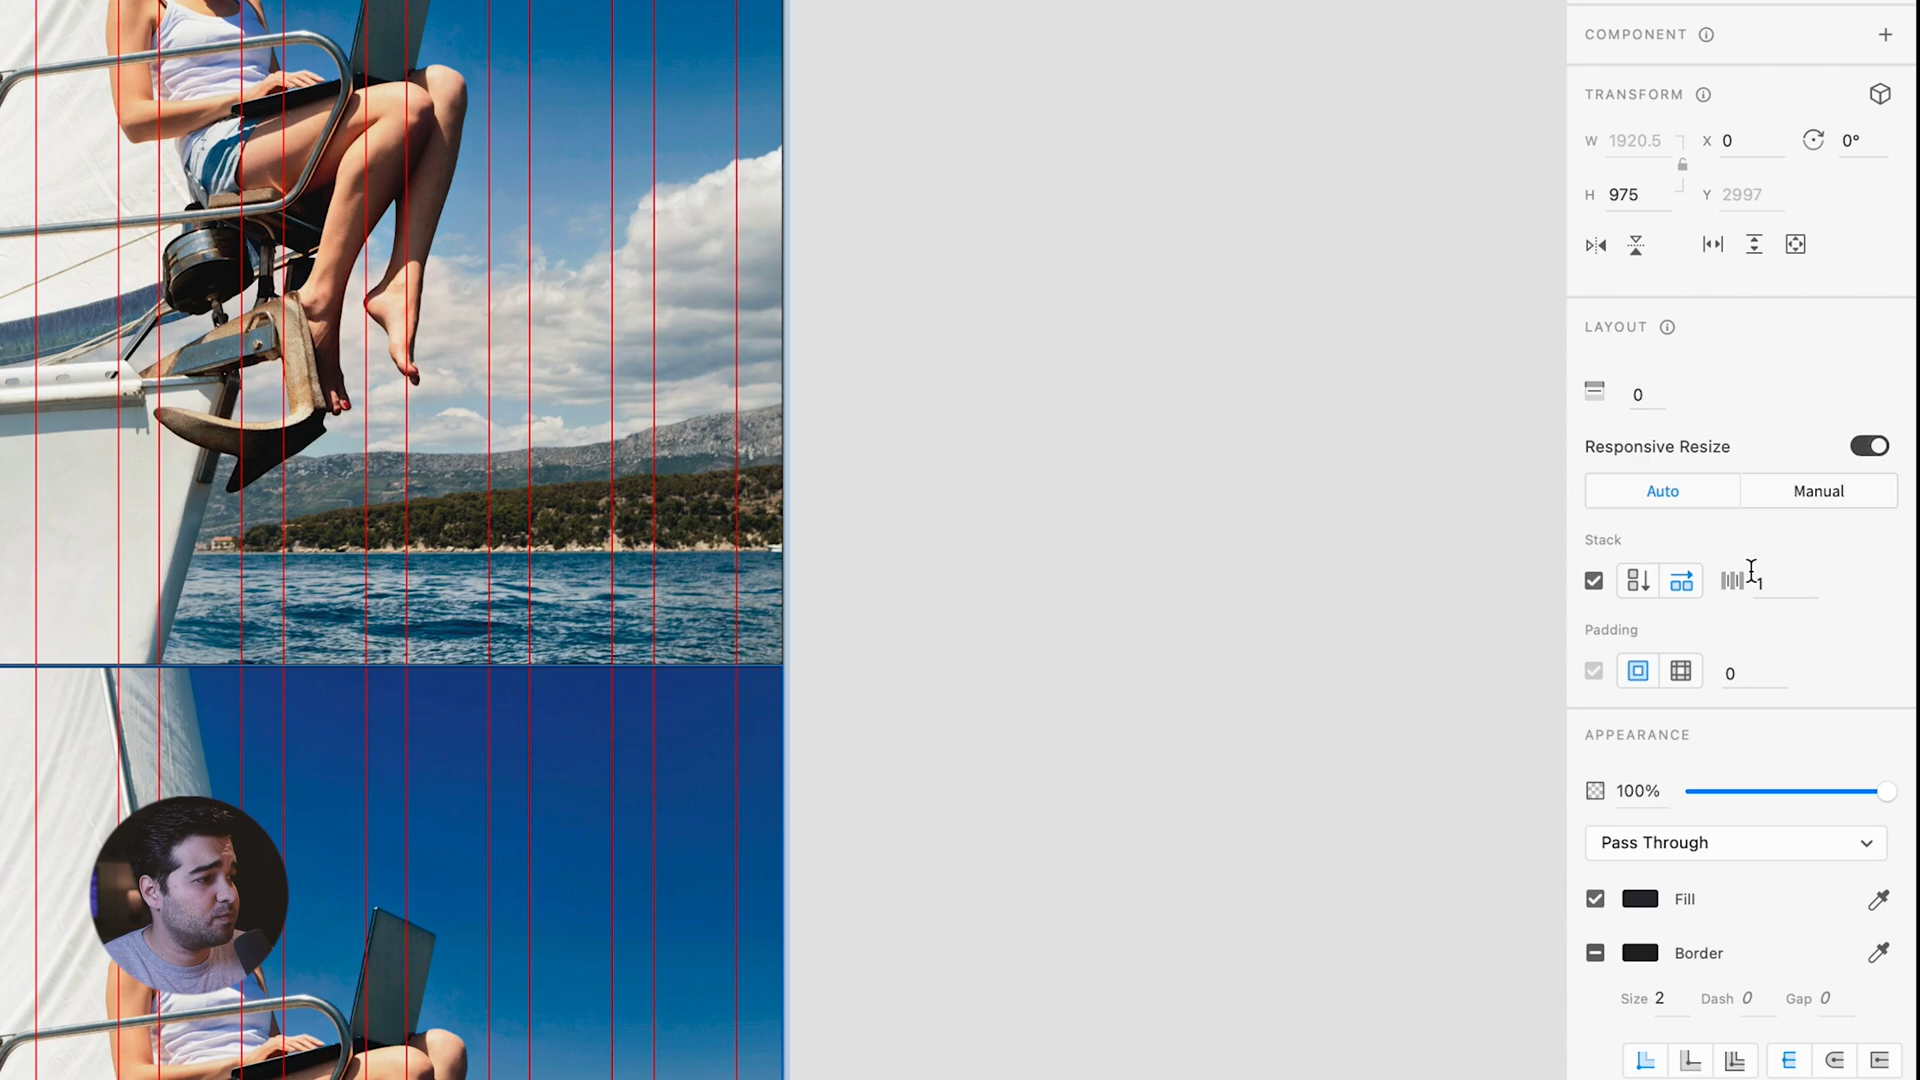 COMPONENT
TRANSFORM
W 1920.5 X 0 0°
H 975 Y 2997
LAYOUT
0
Responsive Resize
Auto Manual
Stack
1
Padding
0
APPEARANCE
100%
Pass Through
Fill
Border
Size 2 Dash 0 Gap 0